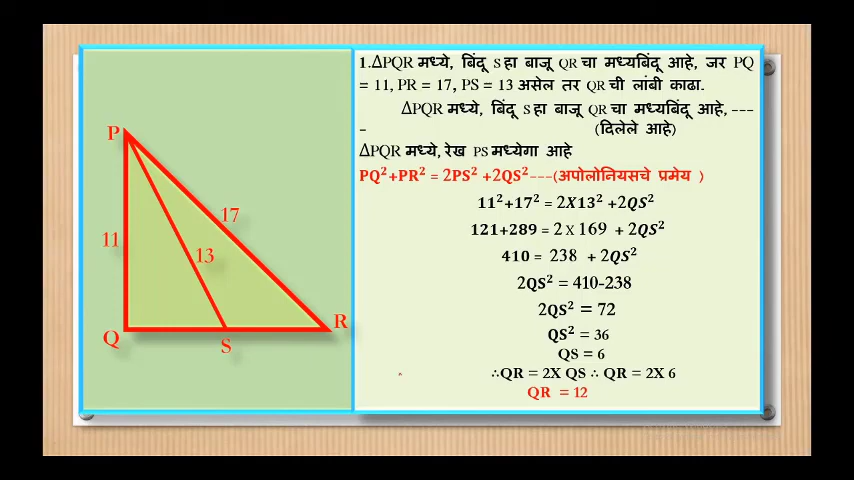 1.∆PQR मध्ये, बिंदू S हा बाजू QR चा मध्यबिंदू आहे, जर PQ
= 11, PR = 17, PS = 13 असेल तर QR ची लांबी काढा.
∆PQR मध्ये, बिंदू S हा बाजू QR चा मध्यबिंदू आहे, ---
- (दिलेले आहे)
∆PQR मध्ये, रेख PS मध्येगा आहे
PQ²+PR² = 2PS² +2QS²---(अपोलोनियसचे प्रमेय )
11²+17² = 2X13² +2QS²
121+289 = 2 X 169 + 2QS²
410 = 238 + 2QS²
2QS² = 410-238
2QS² = 72
QS² = 36
QS = 6
∴QR = 2X QS ∴ QR = 2X 6
QR = 12
P
17
11
13
R
Q
S